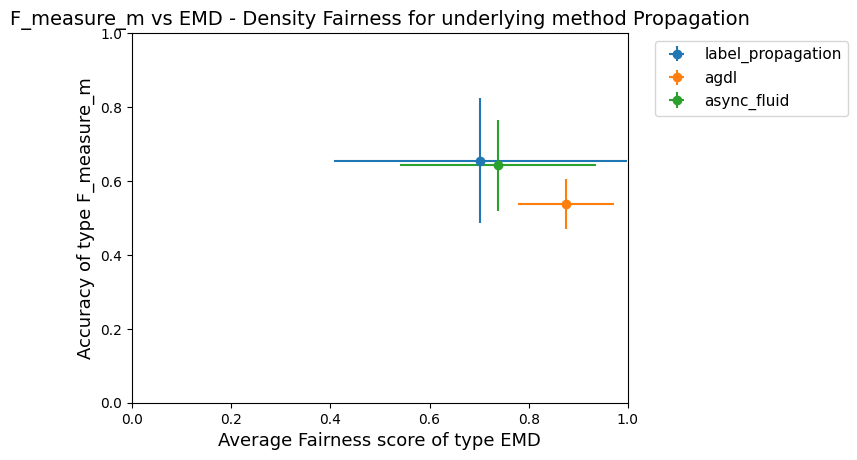 F_measure_m vs EMD - Density Fairness for underlying method Propagation
1.0
0.8
0.6
0.4
0.2
0.0
Accuracy of type F_measure_m
0.0 0.2 0.4 0.6 0.8 1.0
Average Fairness score of type EMD
label_propagation
agdl
async_fluid